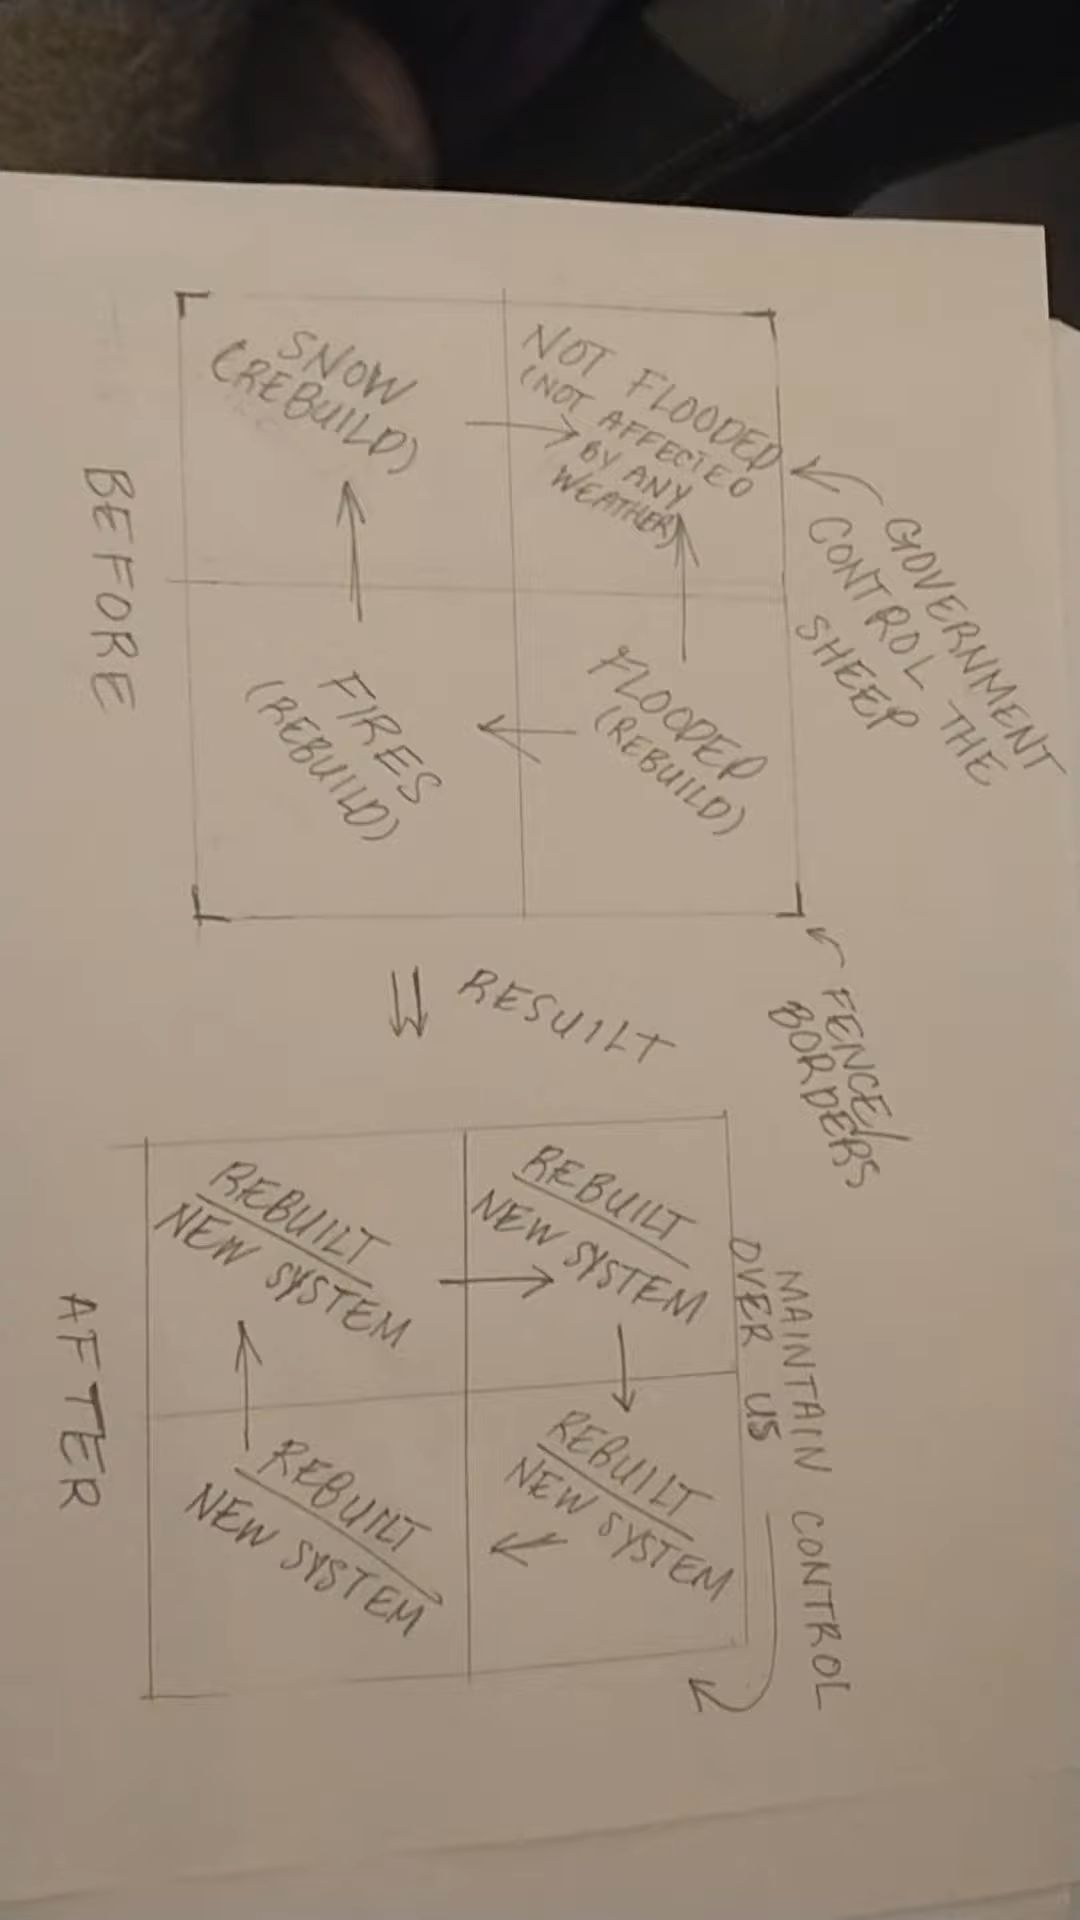 GOVERNMENT
CONTROL THE
SHEEP
NOT FLOODED
(NOT AFFECTED
BY ANY
WEATHER)
SNOW
(REBUILD)
FLOODED
(REBUILD)
FIRES
(REBUILD)
BEFORE
FENCE/
BORDERS
RESUILT
MAINTAIN CONTROL
OVER US
REBUILT
NEW SYSTEM
REBUILT
NEW SYSTEM
REBUILT
NEW SYSTEM
REBUILT
NEW SYSTEM
AFTER